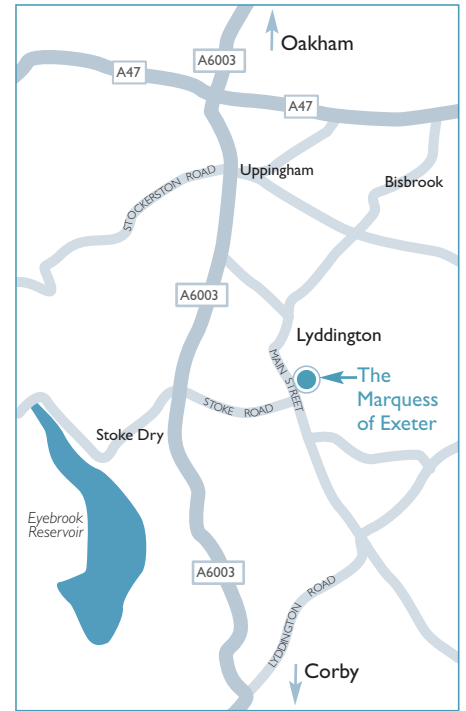 Oakham
A6003
A47
A47
Uppingham
STOCKERSTON ROAD
Bisbrook
A6003
Lyddington
MAIN STREET
The
Marquess
of Exeter
STOKE ROAD
Stoke Dry
Eyebrook
Reservoir
A6003
LYDDINGTON ROAD
Corby